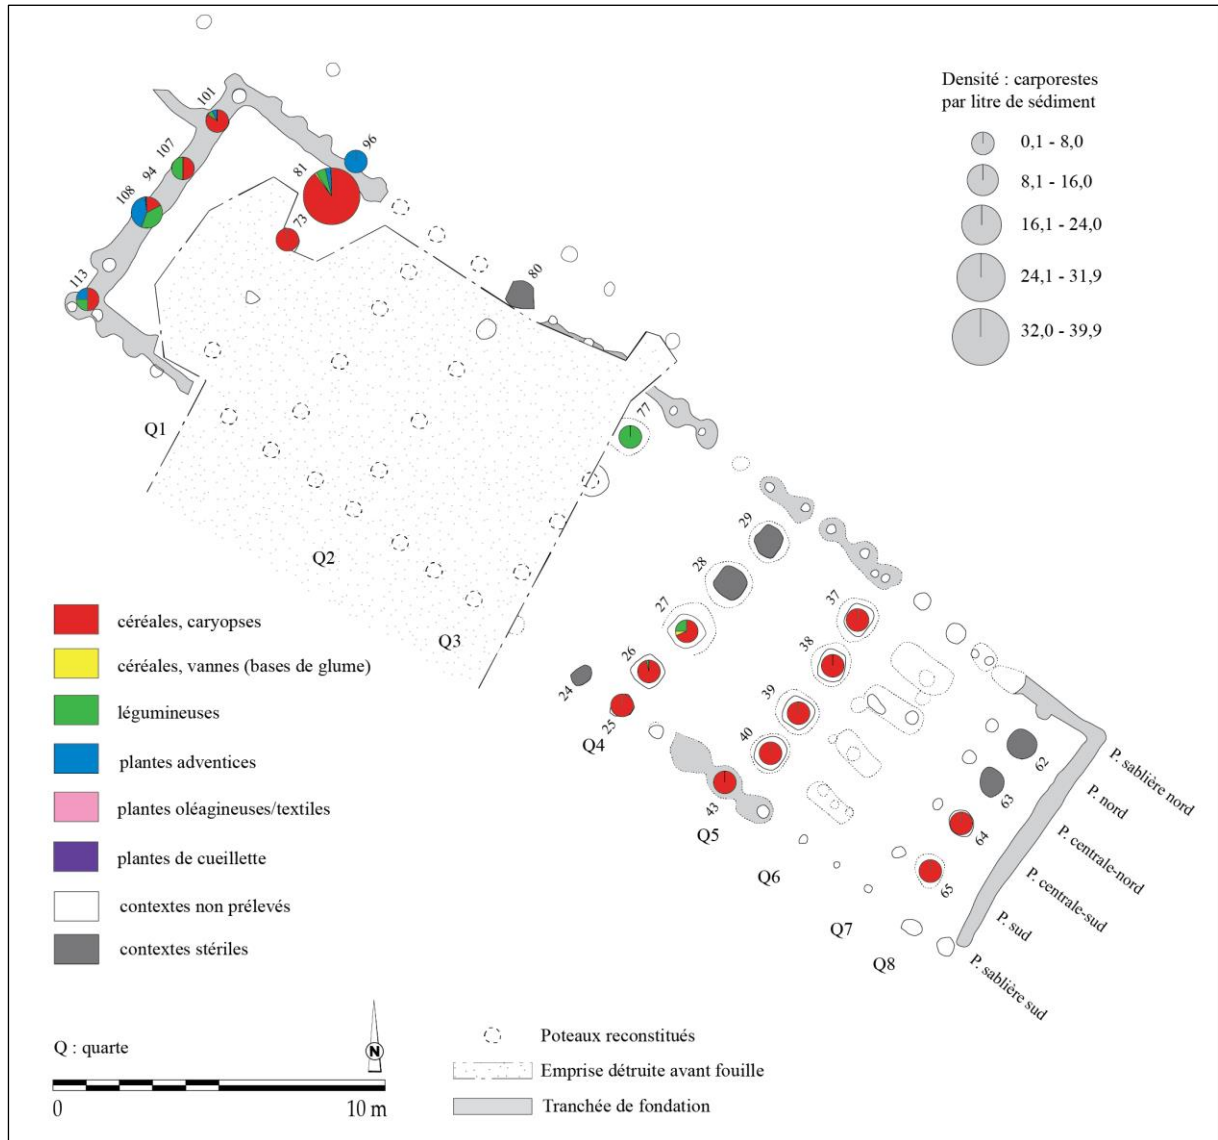 Densité : carporestes
par litre de sédiment
0,1 - 8,0
8,1 - 16,0
16,1 - 24,0
24,1 - 31,9
32,0 - 39,9
101
107
94
108
113
96
81
73
80
77
29
28
27
26
25
24
37
38
39
40
43
62
63
64
65
Q1
Q2
Q3
Q4
Q5
Q6
Q7
Q8
P. sablière nord
P. nord
P. centrale-nord
P. centrale-sud
P. sud
P. sablière sud
céréales, caryopses
céréales, vannes (bases de glume)
légumineuses
plantes adventices
plantes oléagineuses/textiles
plantes de cueillette
contextes non prélevés
contextes stériles
Q : quarte
N
0 10 m
Poteaux reconstitués
Emprise détruite avant fouille
Tranchée de fondation